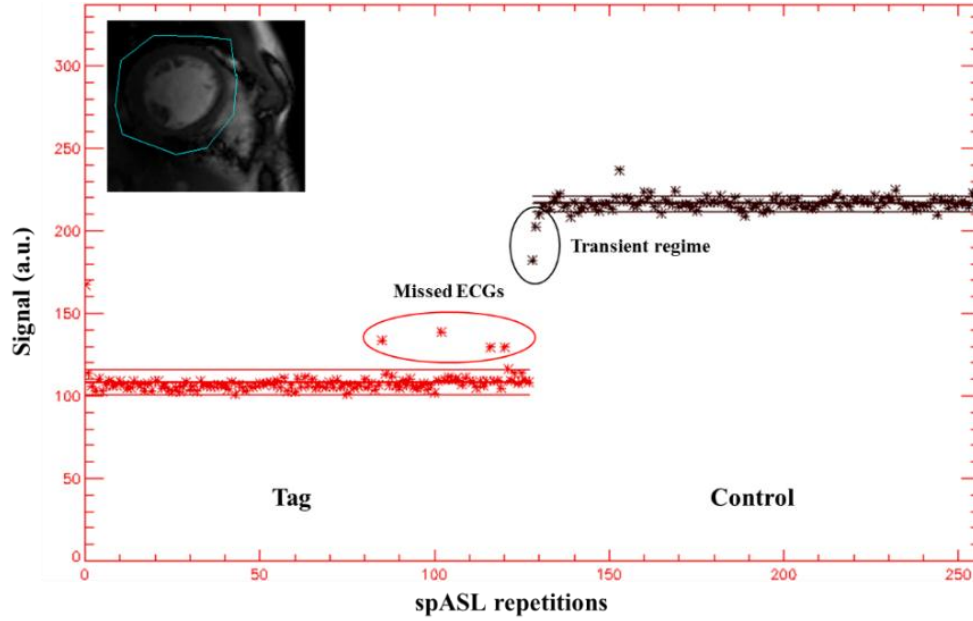 300
250
200
150
100
50
0
Signal (a.u.)
Transient regime
Missed ECGs
Tag
Control
0
50
100
150
200
250
spASL repetitions